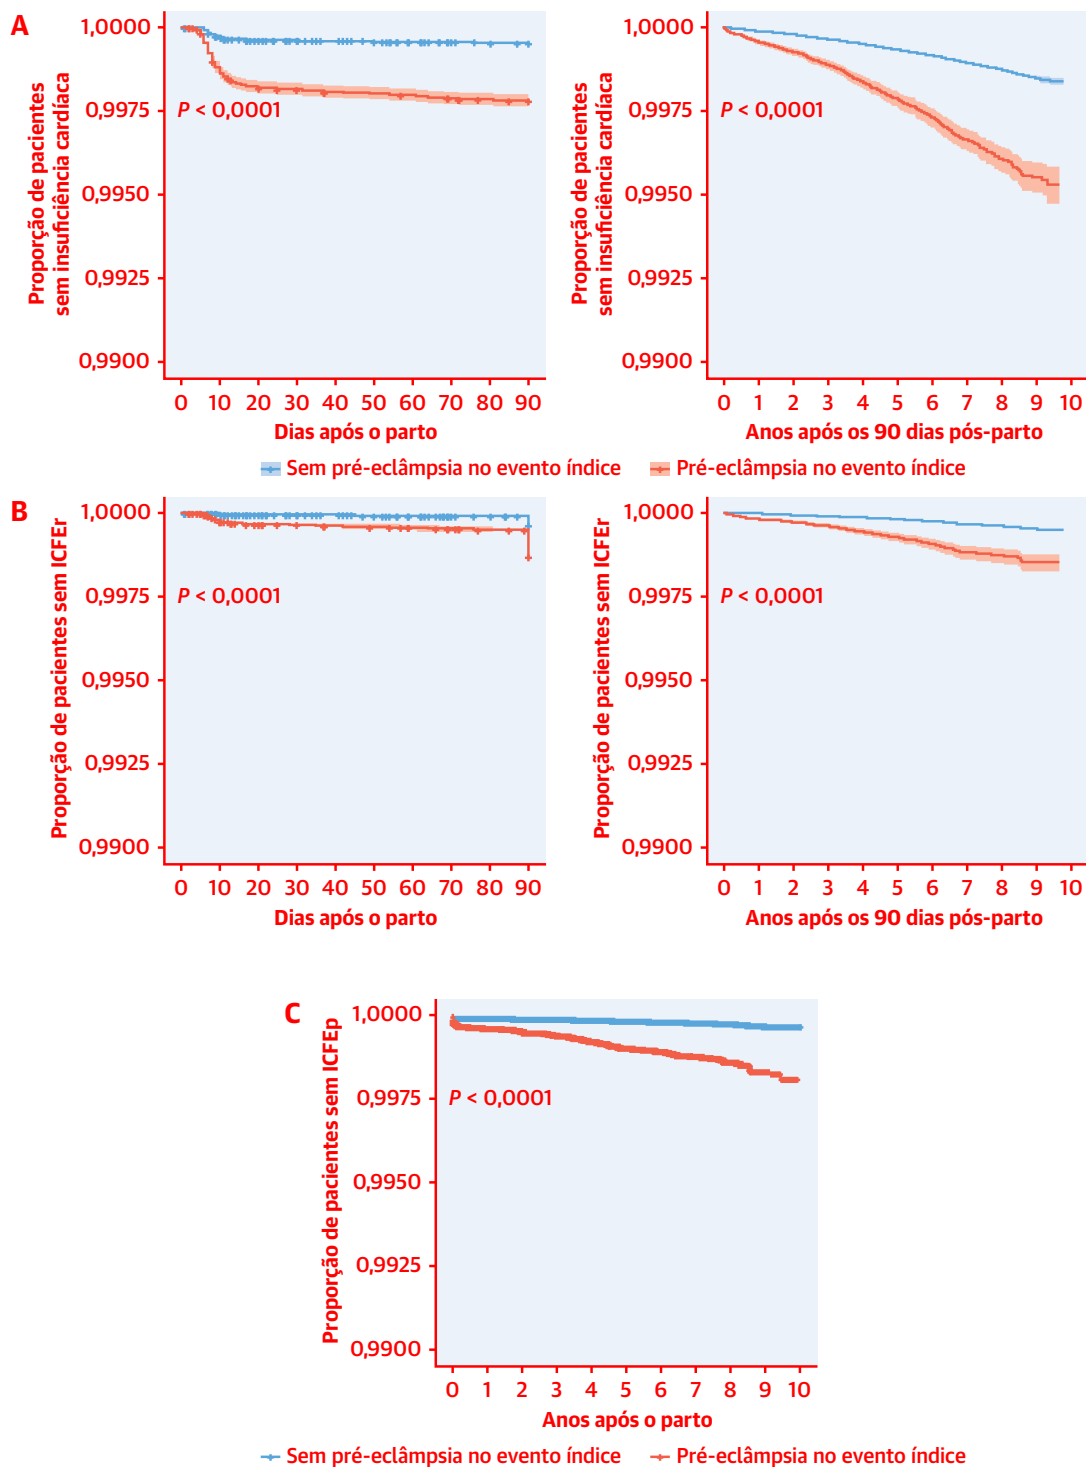 A
Proporção de pacientes
sem insuficiência cardíaca
1,0000
0,9975
0,9950
0,9925
0,9900
P < 0,0001
0 10 20 30 40 50 60 70 80 90
Dias após o parto
Proporção de pacientes
sem insuficiência cardíaca
1,0000
0,9975
0,9950
0,9925
0,9900
P < 0,0001
0 1 2 3 4 5 6 7 8 9 10
Anos após os 90 dias pós-parto
Sem pré-eclâmpsia no evento índice Pré-eclâmpsia no evento índice
B
Proporção de pacientes sem ICFEr
1,0000
0,9975
0,9950
0,9925
0,9900
P < 0,0001
0 10 20 30 40 50 60 70 80 90
Dias após o parto
Proporção de pacientes sem ICFEr
1,0000
0,9975
0,9950
0,9925
0,9900
P < 0,0001
0 1 2 3 4 5 6 7 8 9 10
Anos após os 90 dias pós-parto
C
Proporção de pacientes sem ICFEp
1,0000
0,9975
0,9950
0,9925
0,9900
P < 0,0001
0 1 2 3 4 5 6 7 8 9 10
Anos após o parto
Sem pré-eclâmpsia no evento índice Pré-eclâmpsia no evento índice